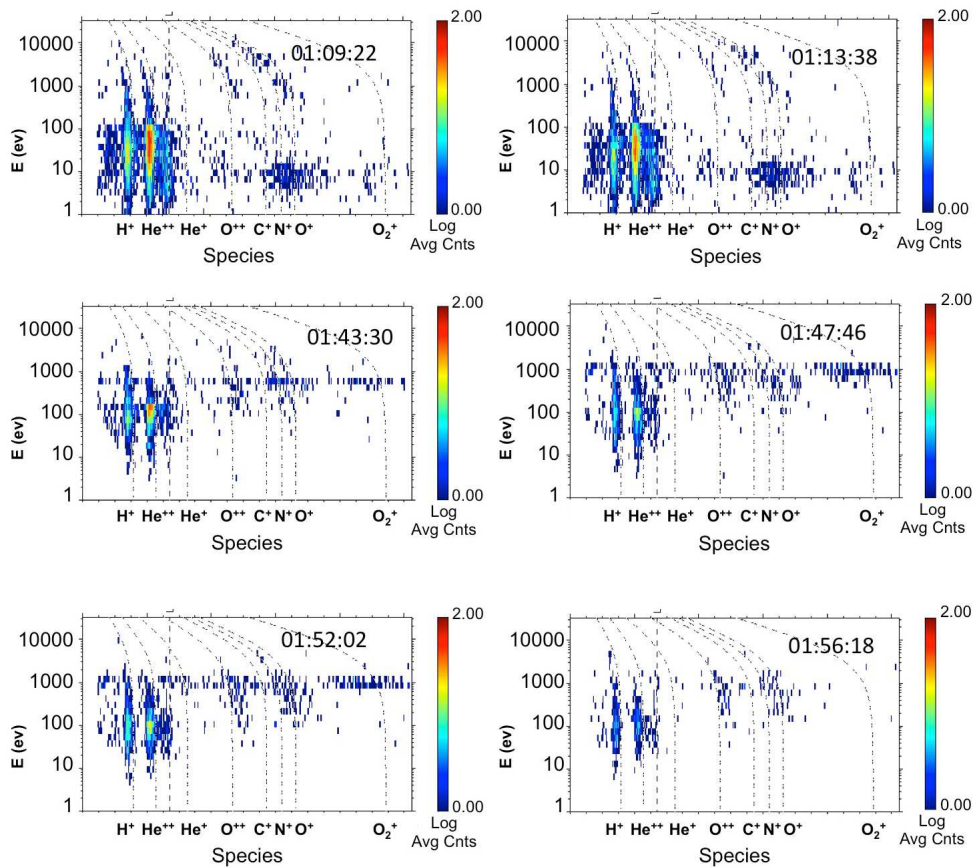 01:09:22
10000
1000
100
10
1
E (ev)
H⁺ He⁺⁺ He⁺ O⁺⁺ C⁺ N⁺ O⁺ O₂⁺
Species
2.00
0.00
Log
Avg Cnts
01:13:38
10000
1000
100
10
1
E (ev)
H⁺ He⁺⁺ He⁺ O⁺⁺ C⁺ N⁺ O⁺ O₂⁺
Species
2.00
0.00
Log
Avg Cnts
01:43:30
10000
1000
100
10
1
E (ev)
H⁺ He⁺⁺ He⁺ O⁺⁺ C⁺ N⁺ O⁺ O₂⁺
Species
2.00
0.00
Log
Avg Cnts
01:47:46
10000
1000
100
10
1
E (ev)
H⁺ He⁺⁺ He⁺ O⁺⁺ C⁺ N⁺ O⁺ O₂⁺
Species
2.00
0.00
Log
Avg Cnts
01:52:02
10000
1000
100
10
1
E (ev)
H⁺ He⁺⁺ He⁺ O⁺⁺ C⁺ N⁺ O⁺ O₂⁺
Species
2.00
0.00
Log
Avg Cnts
01:56:18
10000
1000
100
10
1
E (ev)
H⁺ He⁺⁺ He⁺ O⁺⁺ C⁺ N⁺ O⁺ O₂⁺
Species
2.00
0.00
Log
Avg Cnts